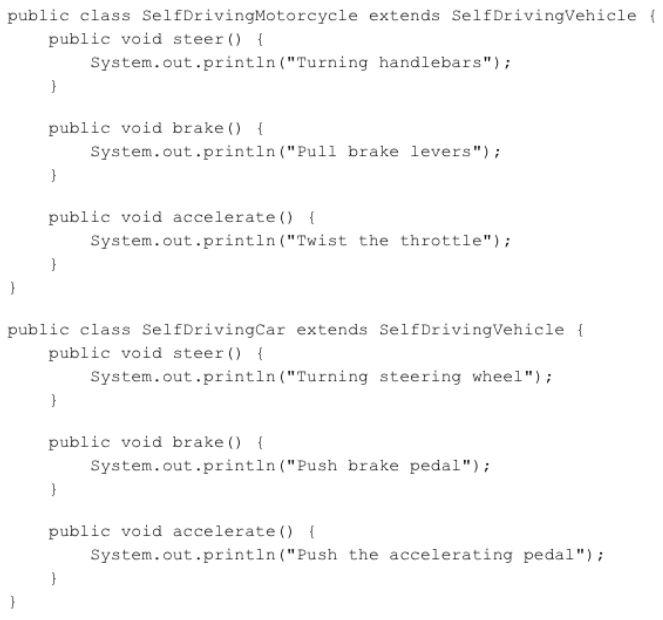 public class SelfDrivingMotorcycle extends SelfDrivingVehicle {
    public void steer() {
        System.out.println("Turning handlebars");
    }

    public void brake() {
        System.out.println("Pull brake levers");
    }

    public void accelerate() {
        System.out.println("Twist the throttle");
    }
}

public class SelfDrivingCar extends SelfDrivingVehicle {
    public void steer() {
        System.out.println("Turning steering wheel");
    }

    public void brake() {
        System.out.println("Push brake pedal");
    }

    public void accelerate() {
        System.out.println("Push the accelerating pedal");
    }
}